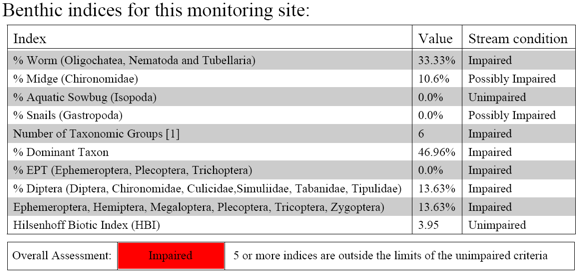 Benthic indices for this monitoring site:
Index Value Stream condition
% Worm (Oligochatea, Nematoda and Tubellaria) 33.33% Impaired
% Midge (Chironomidae) 10.6% Possibly Impaired
% Aquatic Sowbug (Isopoda) 0.0% Unimpaired
% Snails (Gastropoda) 0.0% Possibly Impaired
Number of Taxonomic Groups [1] 6 Impaired
% Dominant Taxon 46.96% Impaired
% EPT (Ephemeroptera, Plecoptera, Trichoptera) 0.0% Impaired
% Diptera (Diptera, Chironomidae, Culicidae,Simuliidae, Tabanidae, Tipulidae) 13.63% Impaired
Ephemeroptera, Hemiptera, Megaloptera, Plecoptera, Tricoptera, Zygoptera) 13.63% Impaired
Hilsenhoff Biotic Index (HBI) 3.95 Unimpaired
Overall Assessment: Impaired 5 or more indices are outside the limits of the unimpaired criteria